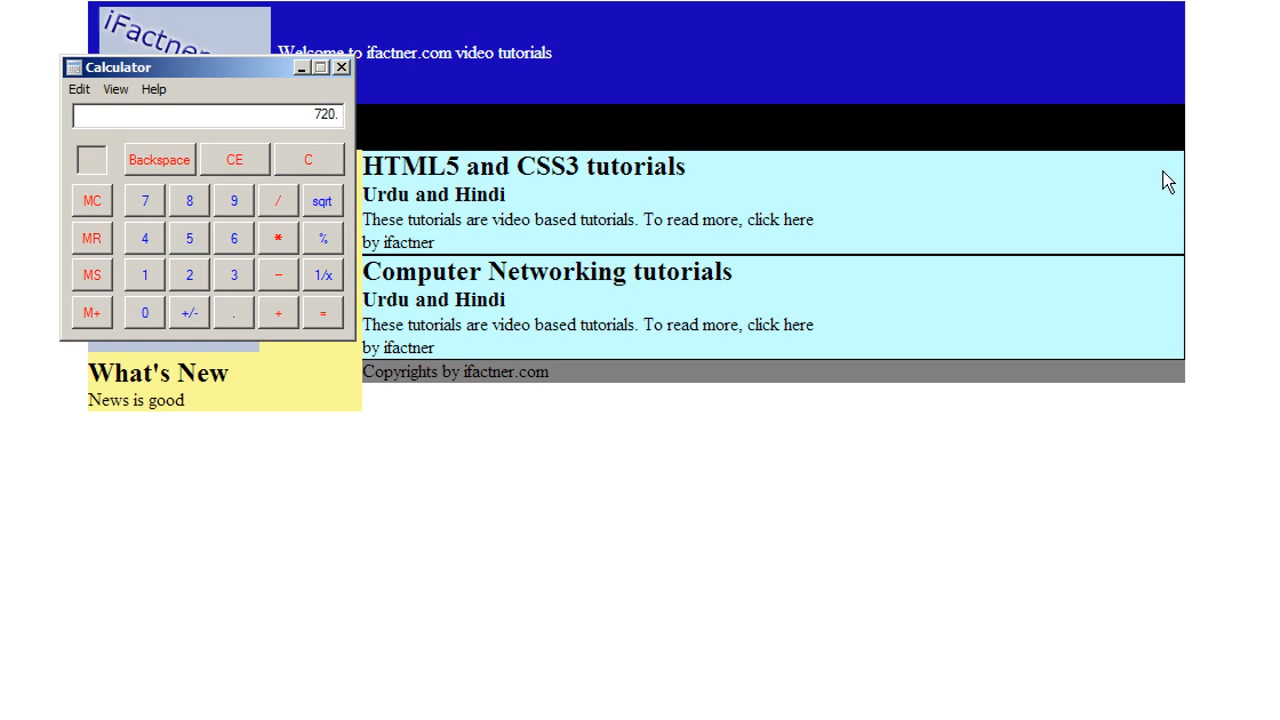 iFactner
Welcome to ifactner.com video tutorials
Calculator
Edit View Help
720.
Backspace CE C
MC 7 8 9 / sqrt
MR 4 5 6 * %
MS 1 2 3 - 1/x
M+ 0 +/- . + =
HTML5 and CSS3 tutorials
Urdu and Hindi
These tutorials are video based tutorials. To read more, click here
by ifactner
Computer Networking tutorials
Urdu and Hindi
These tutorials are video based tutorials. To read more, click here
by ifactner
What's New
News is good
Copyrights by ifactner.com